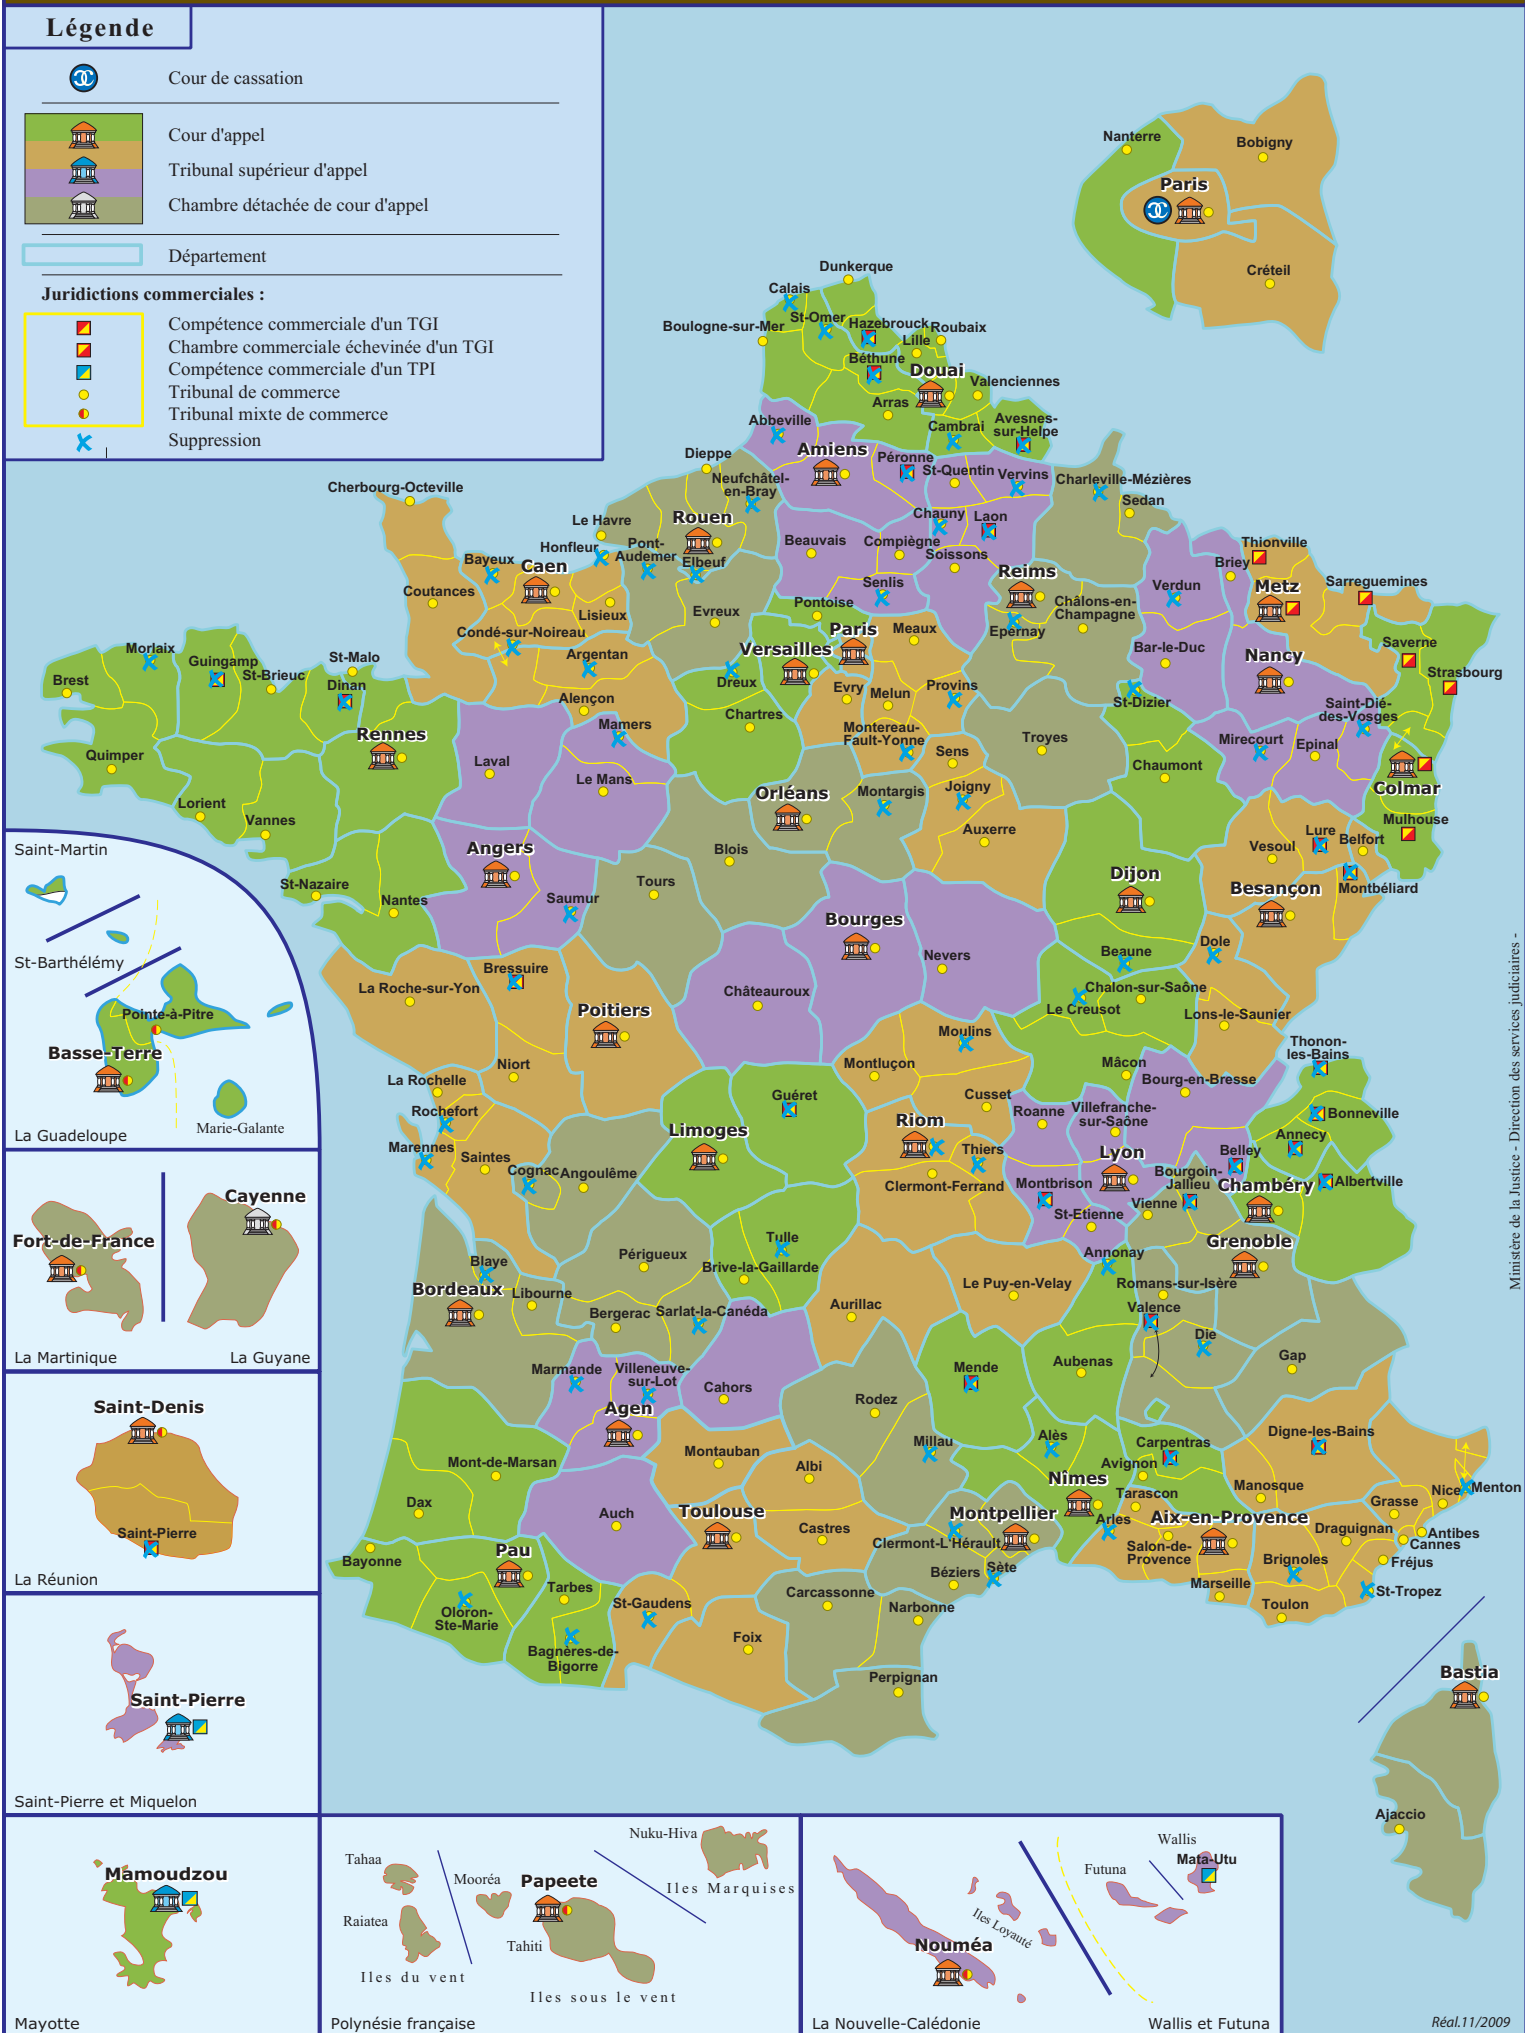 Légende
Cour de cassation
Cour d'appel
Tribunal supérieur d'appel
Chambre détachée de cour d'appel
Département
Juridictions commerciales :
Compétence commerciale d'un TGI
Chambre commerciale échevinée d'un TGI
Compétence commerciale d'un TPI
Tribunal de commerce
Tribunal mixte de commerce
Suppression
Nanterre
Bobigny
Paris
Créteil
Dunkerque
Calais
St-Omer
Hazebrouck
Roubaix
Boulogne-sur-Mer
Lille
Béthune
Douai
Valenciennes
Arras
Abbeville
Cambrai
Avesnes-
sur-Helpe
Dieppe
Amiens
Péronne
St-Quentin
Vervins
Charleville-Mézières
Sedan
Neufchâtel-
en-Bray
Cherbourg-Octeville
Le Havre
Rouen
Chauny
Laon
Honfleur
Pont-
Audemer
Elbeuf
Beauvais
Compiègne
Soissons
Thionville
Briey
Bayeux
Caen
Reims
Metz
Sarreguemines
Verdun
Coutances
Lisieux
Evreux
Senlis
Pontoise
Châlons-en-
Champagne
Epernay
Condé-sur-Noireau
Argentan
Versailles
Paris
Meaux
Bar-le-Duc
Nancy
Saverne
Strasbourg
Morlaix
Guingamp
St-Malo
St-Brieuc
Dinan
Brest
Dreux
Evry
Melun
Provins
St-Dizier
Saint-Dié-
des-Vosges
Alençon
Mamers
Chartres
Montereau-
Fault-Yonne
Rennes
Quimper
Laval
Sens
Troyes
Mirecourt
Epinal
Chaumont
Le Mans
Colmar
Lorient
Vannes
Orléans
Montargis
Joigny
Auxerre
Mulhouse
Lure
Belfort
Vesoul
Montbéliard
Angers
Blois
Tours
St-Nazaire
Nantes
Saumur
Dijon
Besançon
Bourges
Nevers
Beaune
Dole
Bressuire
La Roche-sur-Yon
Châteauroux
Chalon-sur-Saône
Le Creusot
Lons-le-Saunier
Poitiers
Moulins
Niort
Montluçon
Mâcon
Thonon-
les-Bains
Bourg-en-Bresse
La Rochelle
Rochefort
Guéret
Cusset
Roanne
Villefranche-
sur-Saône
Bonneville
Annecy
Marennes
Saintes
Limoges
Riom
Thiers
Lyon
Belley
Cognac
Angoulême
Clermont-Ferrand
Montbrison
Bourgoin-
Jallieu
Chambéry
Albertville
St-Etienne
Vienne
Tulle
Grenoble
Annonay
Blaye
Périgueux
Brive-la-Gaillarde
Le Puy-en-Velay
Romans-sur-Isère
Bordeaux
Libourne
Bergerac
Sarlat-la-Canéda
Aurillac
Valence
Die
Gap
Marmande
Villeneuve-
sur-Lot
Cahors
Mende
Aubenas
Rodez
Agen
Montauban
Albi
Millau
Alès
Carpentras
Digne-les-Bains
Mont-de-Marsan
Avignon
Nîmes
Manosque
Nice
Menton
Dax
Auch
Toulouse
Castres
Montpellier
Tarascon
Arles
Aix-en-Provence
Grasse
Clermont-L'Hérault
Salon-de-
Provence
Draguignan
Antibes
Cannes
Bayonne
Pau
Béziers
Sète
Brignoles
Fréjus
Tarbes
St-Gaudens
Carcassonne
Narbonne
Marseille
Toulon
St-Tropez
Oloron-
Ste-Marie
Bagnères-de-
Bigorre
Foix
Perpignan
Bastia
Ajaccio
Saint-Martin
St-Barthélémy
Pointe-à-Pitre
Basse-Terre
Marie-Galante
La Guadeloupe
Cayenne
Fort-de-France
La Martinique
La Guyane
Saint-Denis
Saint-Pierre
La Réunion
Saint-Pierre
Saint-Pierre et Miquelon
Mamoudzou
Mayotte
Nuku-Hiva
Tahaa
Mooréa
Papeete
Iles Marquises
Raiatea
Tahiti
Iles du vent
Iles sous le vent
Polynésie française
Wallis
Futuna
Mata-Utu
Iles Loyauté
Nouméa
La Nouvelle-Calédonie
Wallis et Futuna
Ministère de la Justice - Direction des services judiciaires -
Réal.11/2009